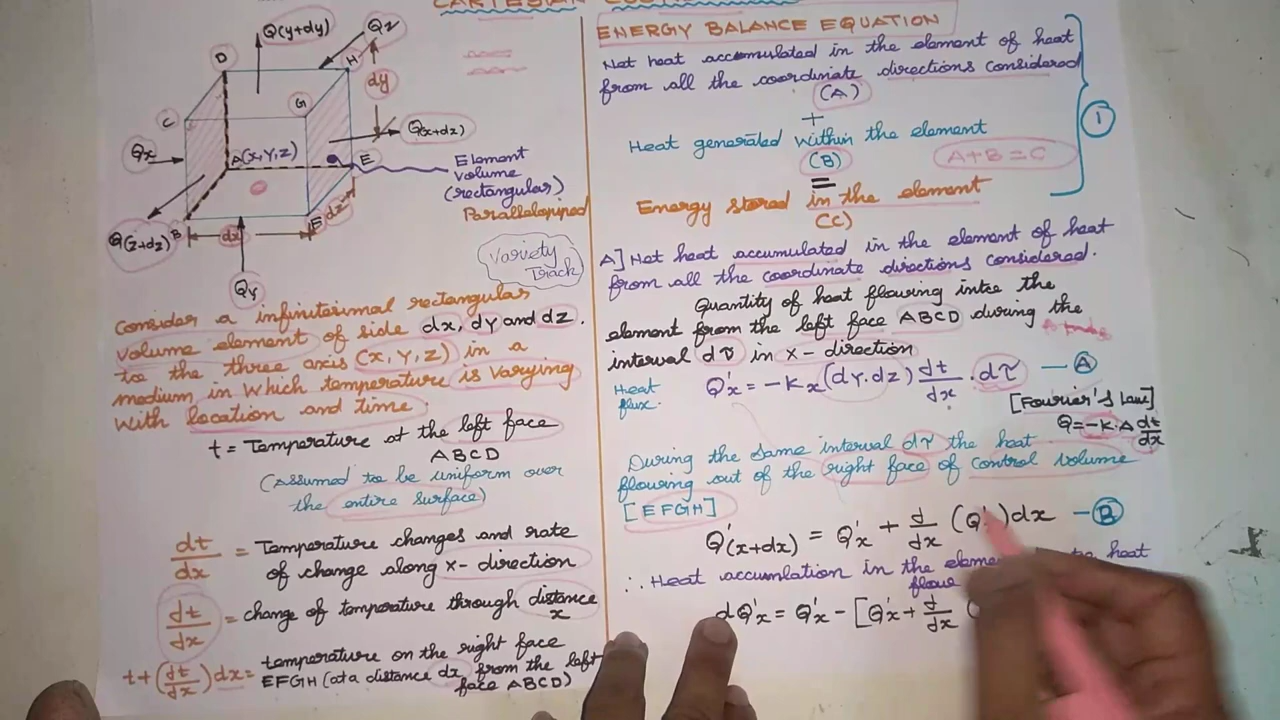 CARTESIAN
Q(y+dy)
Qz
D
H
dy
G
C
Q(x+dz)
Qx
A(x,Y,z)
E
Element
volume
(rectangular)
Parallelopiped
dz
F
Q(z+dz)
B
dx
Variety
Track
Qy
Consider a infinitesimal rectangular
volume element of side dx, dy and dz.
to the three axis (x, Y, Z) in a
medium in which temperature is varying
with location and time.
t = Temperature at the left face
ABCD
(Assumed to be uniform over
the entire surface)
dt/dx = Temperature changes and rate
of change along x-direction
dt/dx = change of temperature through distance
x
t+(dt/dx)dx = temperature on the right face
EFGH (at a distance dx from the left
face ABCD)
ENERGY BALANCE EQUATION
Net heat accumulated in the element of heat
from all the coordinate directions considered
(A)
+
Heat generated within the element
(B)
A+B=C
=
Energy stored in the element
(C)
1
A] Net heat accumulated in the element of heat
from all the coordinate directions considered.
Quantity of heat flowing into the
element from the left face ABCD during the
interval dτ in x-direction
Heat
flux.
Q'x = -Kx(dy.dz) dt/dx . dτ — A
[Fourier's Law]
Q=-K.A dt/dx
During the same interval dτ the heat
flowing out of the right face of control volume
[EFGH]
Q'(x+dx) = Q'x + d/dx (Q'x)dx — B
∴ Heat accumlation in the heat
flow
dQ'x = Q'x - [Q'x + d/dx (